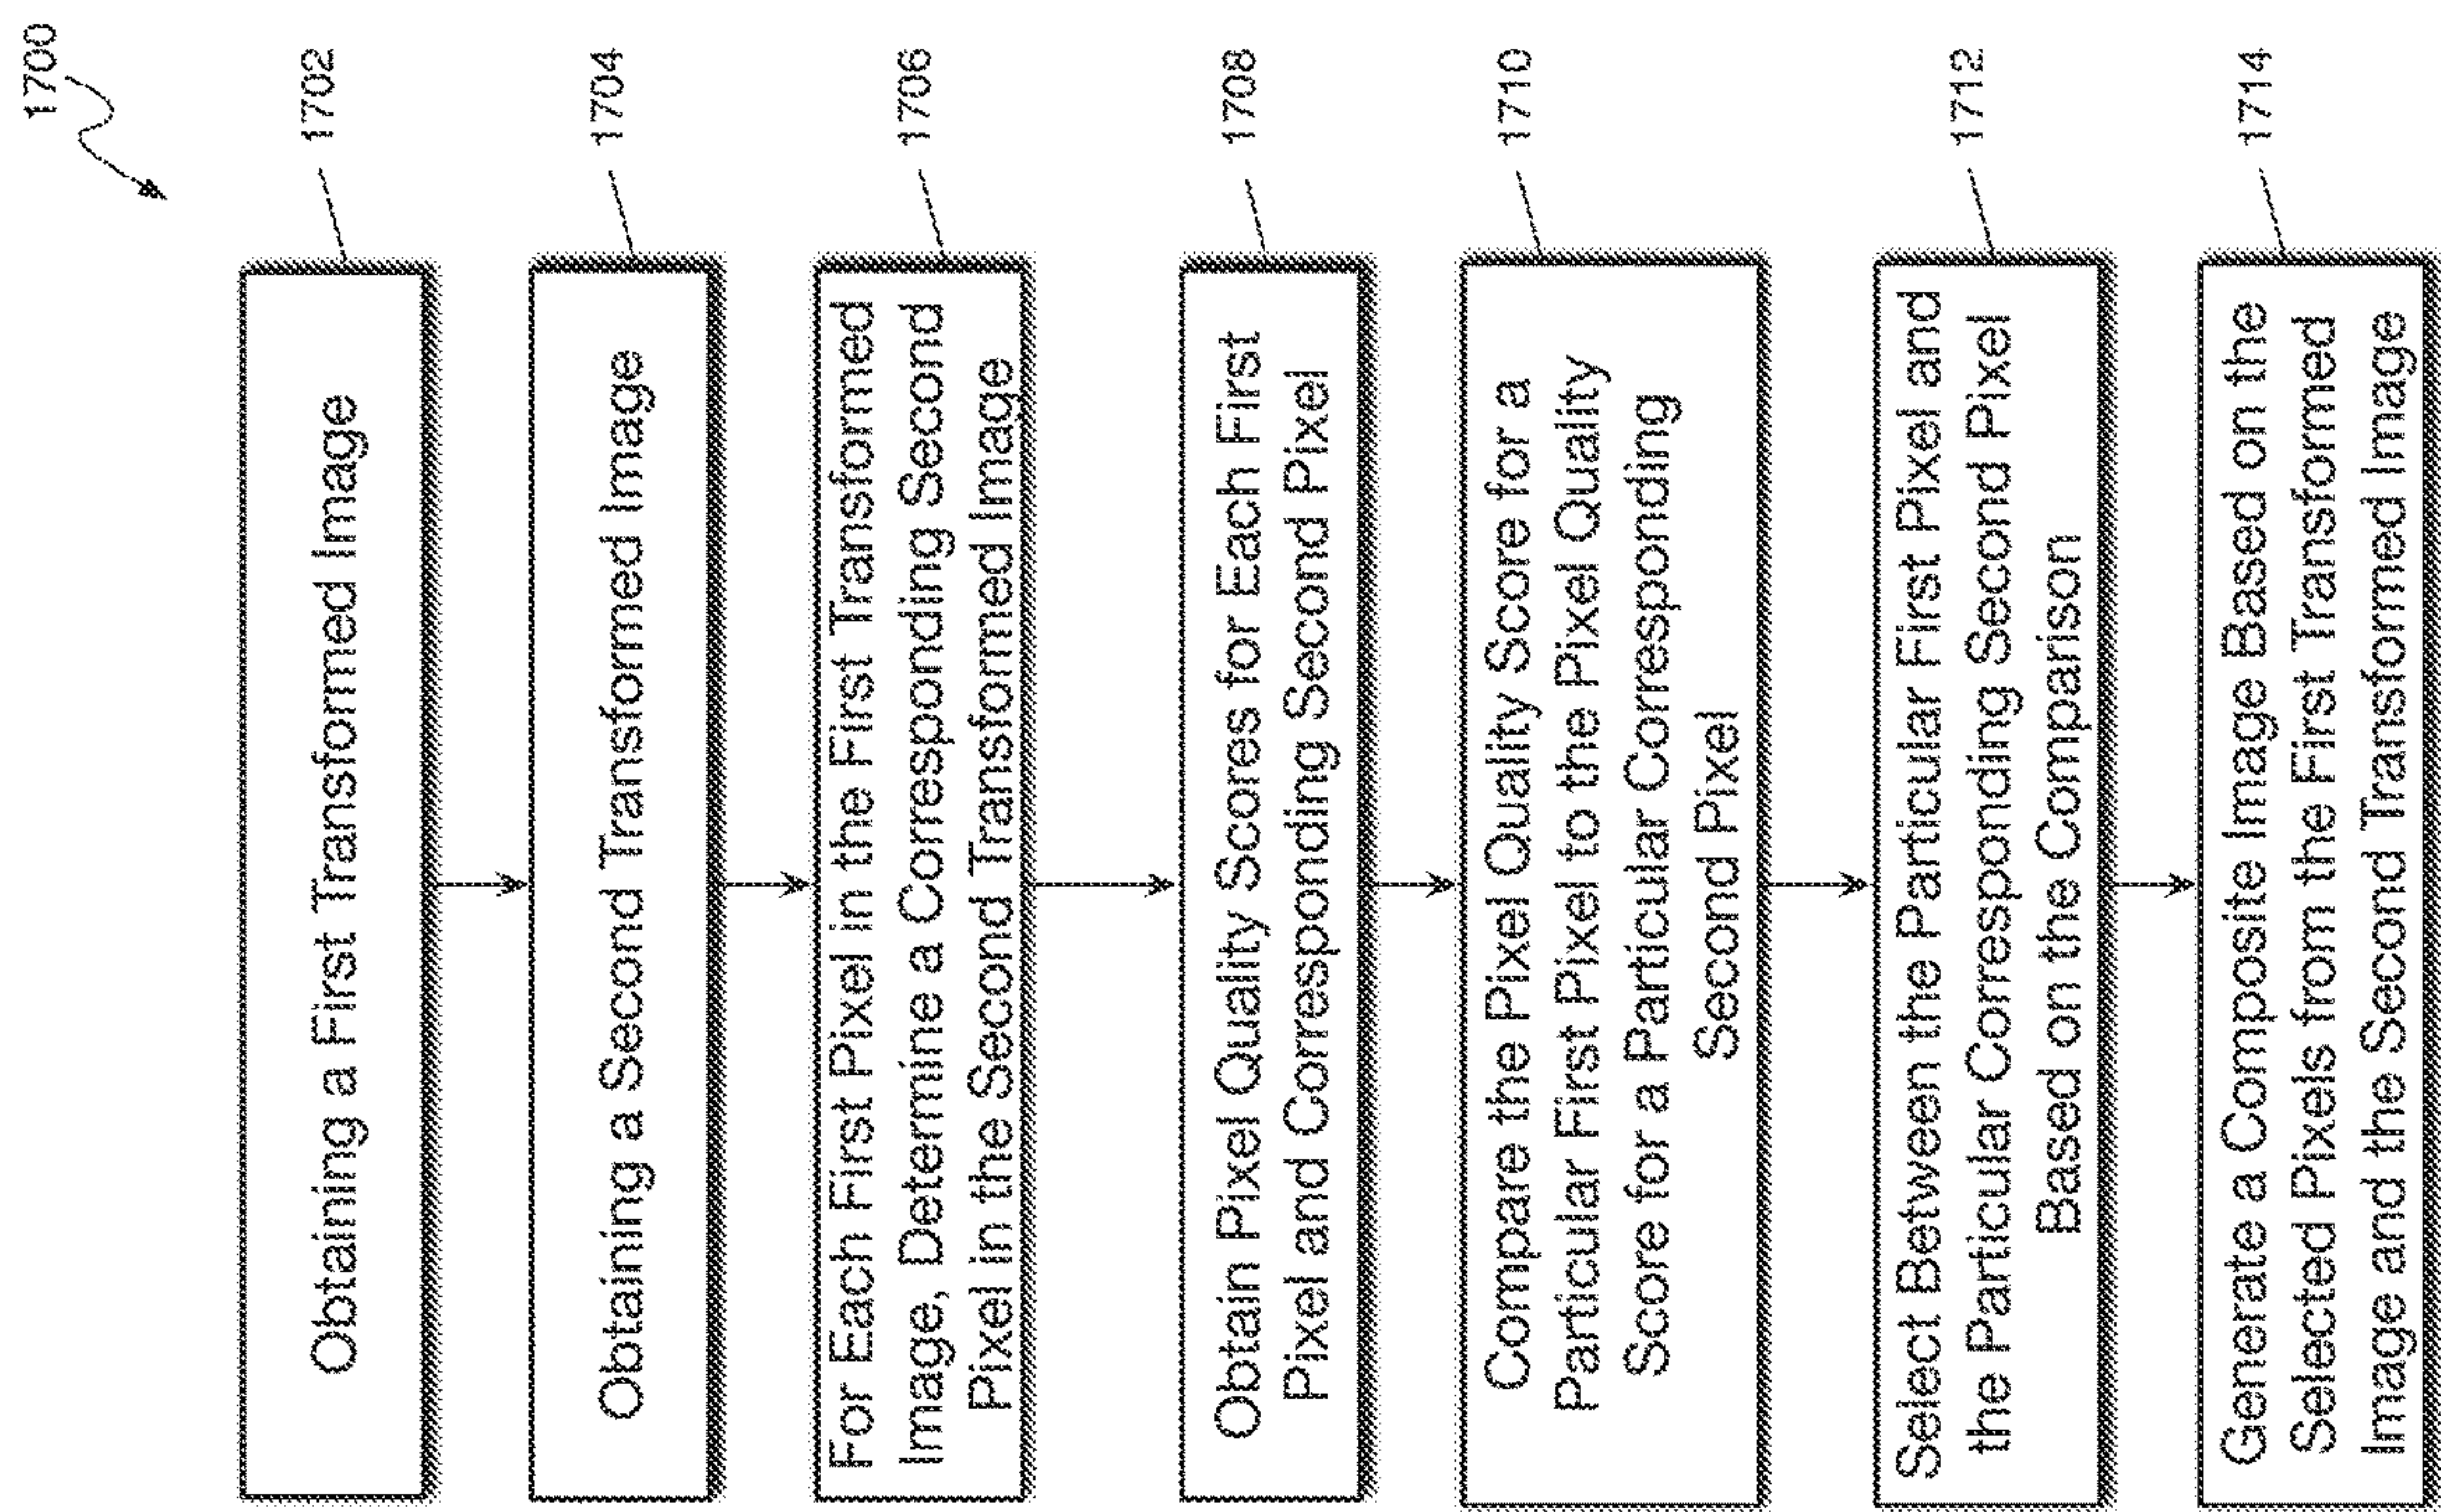 1700
Obtaining a First Transformed Image
1702
Obtaining a Second Transformed Image
1704
For Each First Pixel in the First Transformed
Image, Determine a Corresponding Second
Pixel in the Second Transformed Image
1706
Obtain Pixel Quality Scores for Each First
Pixel and Corresponding Second Pixel
1708
Compare the Pixel Quality Score for a
Particular First Pixel to the Pixel Quality
Score for a Particular Corresponding
Second Pixel
1710
Select Between the Particular First Pixel and
the Particular Corresponding Second Pixel
Based on the Comparison
1712
Generate a Composite Image Based on the
Selected Pixels from the First Transformed
Image and the Second Transformed Image
1714